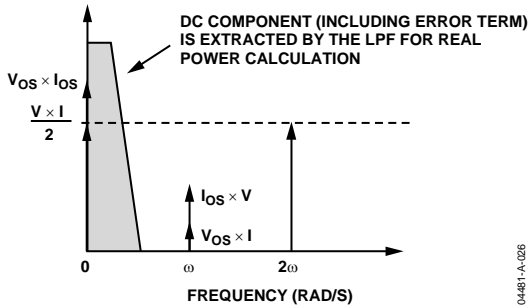 DC COMPONENT (INCLUDING ERROR TERM)
IS EXTRACTED BY THE LPF FOR REAL
POWER CALCULATION
VOS × IOS
V × I
2
IOS × V
VOS × I
0
ω
2ω
FREQUENCY (RAD/S)
04481-A-026